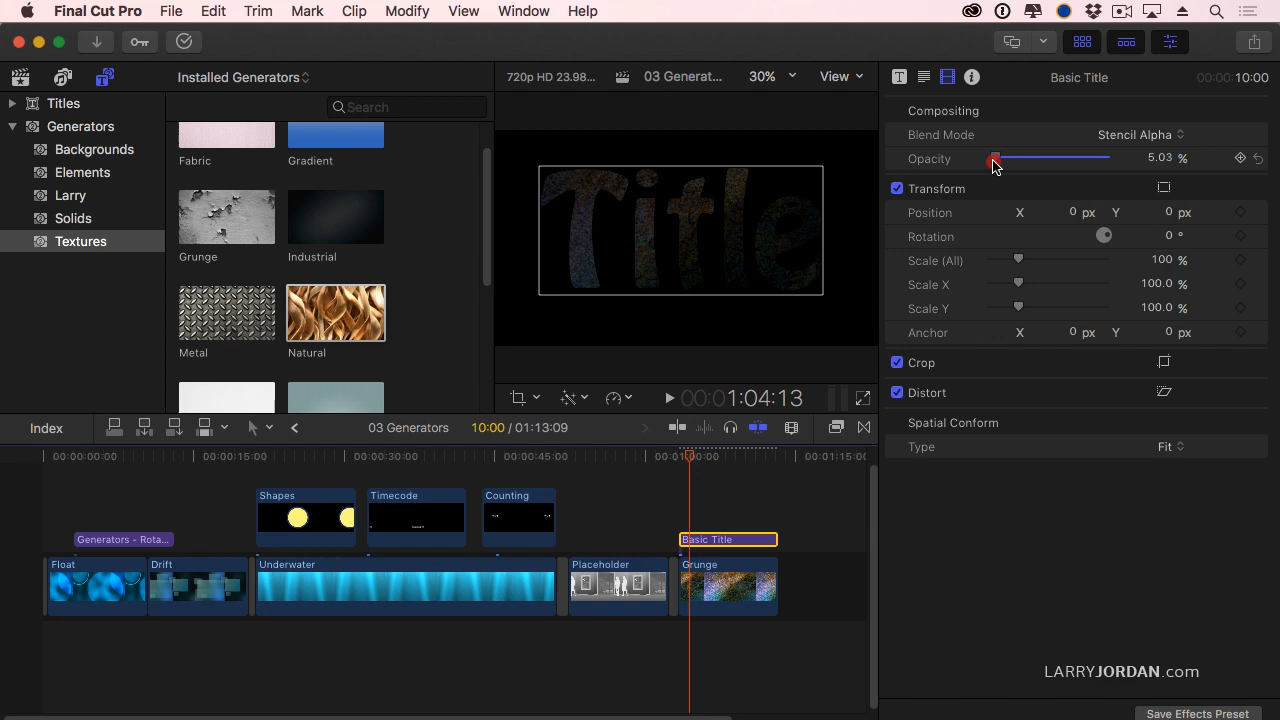 Final Cut Pro File Edit Trim Mark Clip Modify View Window Help
Installed Generators
720p HD 23.98... 03 Generat... 30% View
Basic Title 00:00:10:00
Titles
Search
Generators
Backgrounds
Elements
Larry
Solids
Textures
Fabric Gradient
Grunge Industrial
Metal Natural
Title
Compositing
Blend Mode Stencil Alpha
Opacity 5.03 %
Transform
Position X 0 px Y 0 px
Rotation 0 °
Scale (All) 100 %
Scale X 100.0 %
Scale Y 100.0 %
Anchor X 0 px Y 0 px
Crop
Distort
Spatial Conform
Type Fit
00:01:04:13
Index 03 Generators 10:00 / 01:13:09
00:00:00:00 00:00:15:00 00:00:30:00 00:00:45:00 00:01:00:00 00:01:15:00
Shapes Timecode Counting
Generators - Rota... Basic Title
Float Drift Underwater Placeholder Grunge
LARRYJORDAN.com
Save Effects Preset